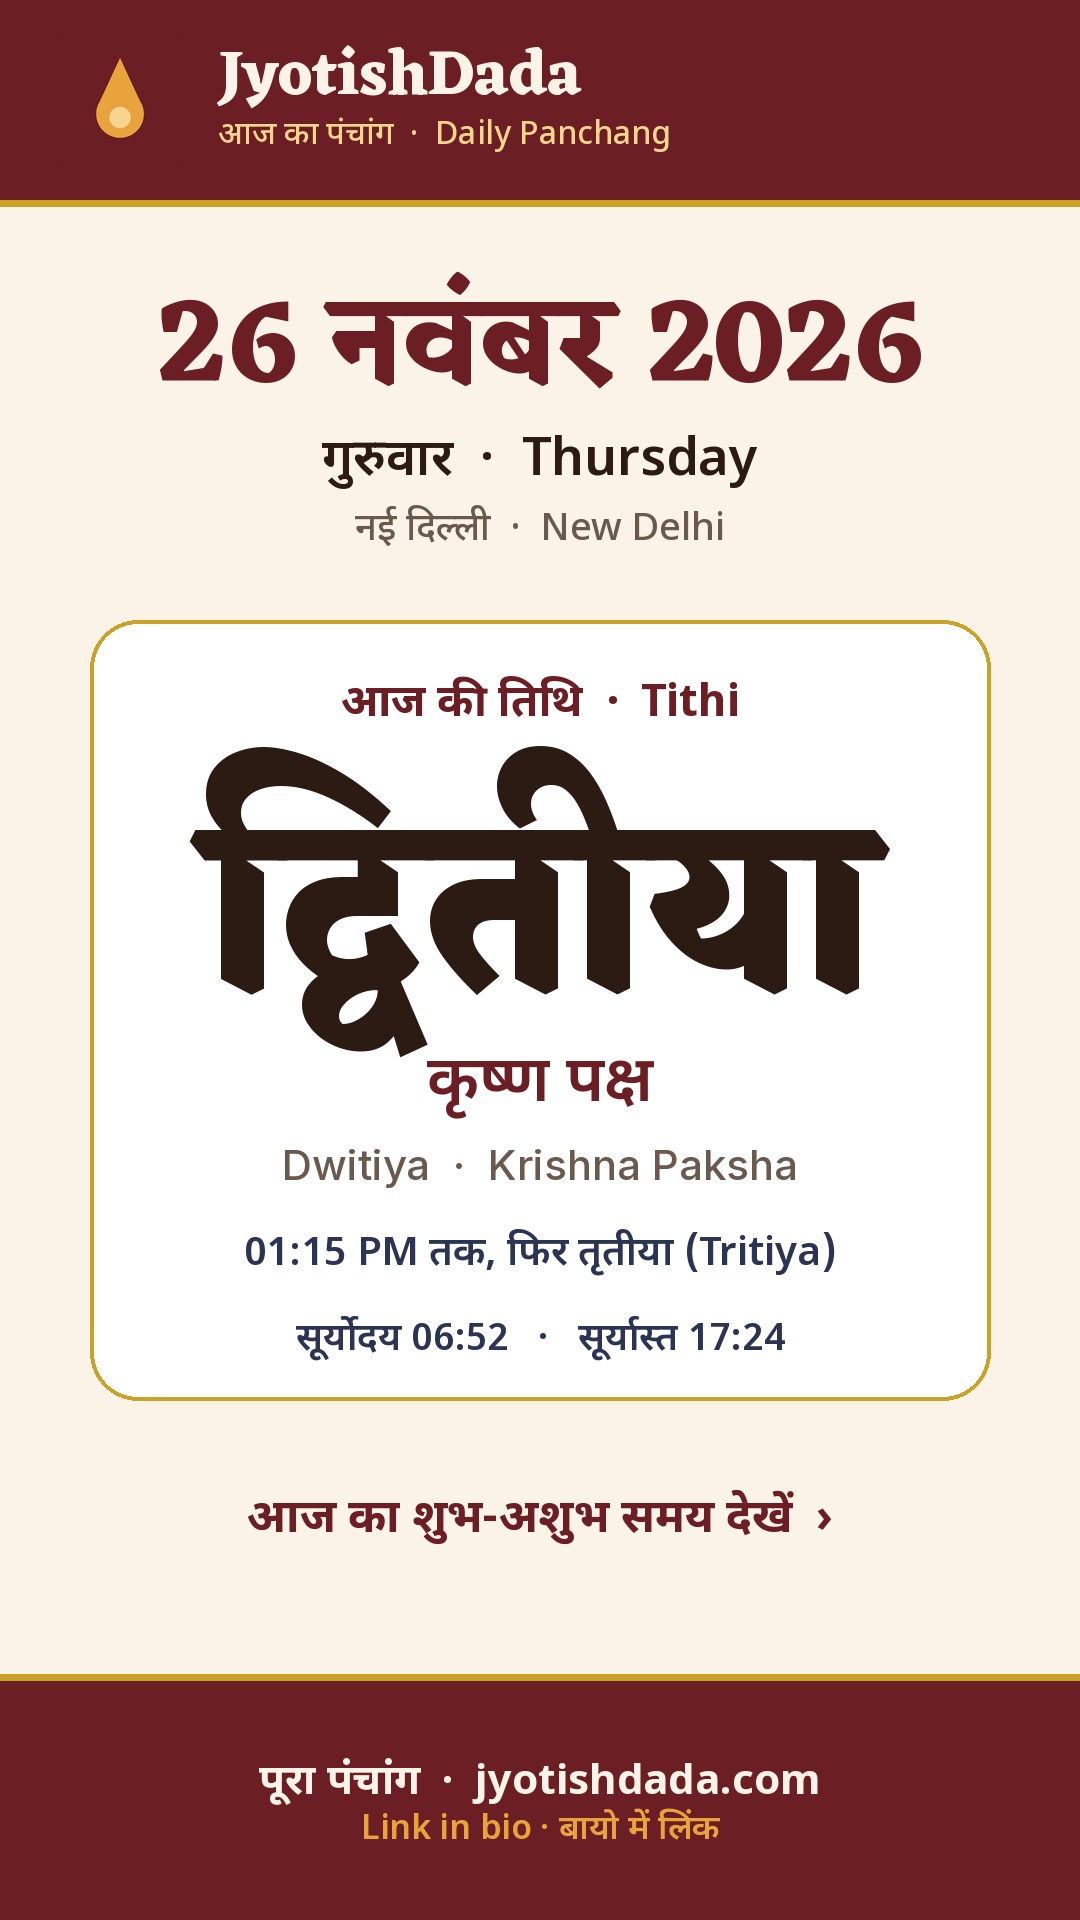 JyotishDada
आज का पंचांग · Daily Panchang
26 नवंबर 2026
गुरुवार · Thursday
नई दिल्ली · New Delhi
आज की तिथि · Tithi
द्वितीया
कृष्ण पक्ष
Dwitiya · Krishna Paksha
01:15 PM तक, फिर तृतीया (Tritiya)
सूर्योदय 06:52 · सूर्यास्त 17:24
आज का शुभ-अशुभ समय देखें ›
पूरा पंचांग · jyotishdada.com
Link in bio · बायो में लिंक